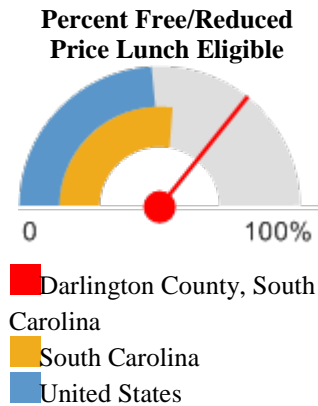 Percent Free/Reduced
Price Lunch Eligible
0
100%
Darlington County, South
Carolina
South Carolina
United States